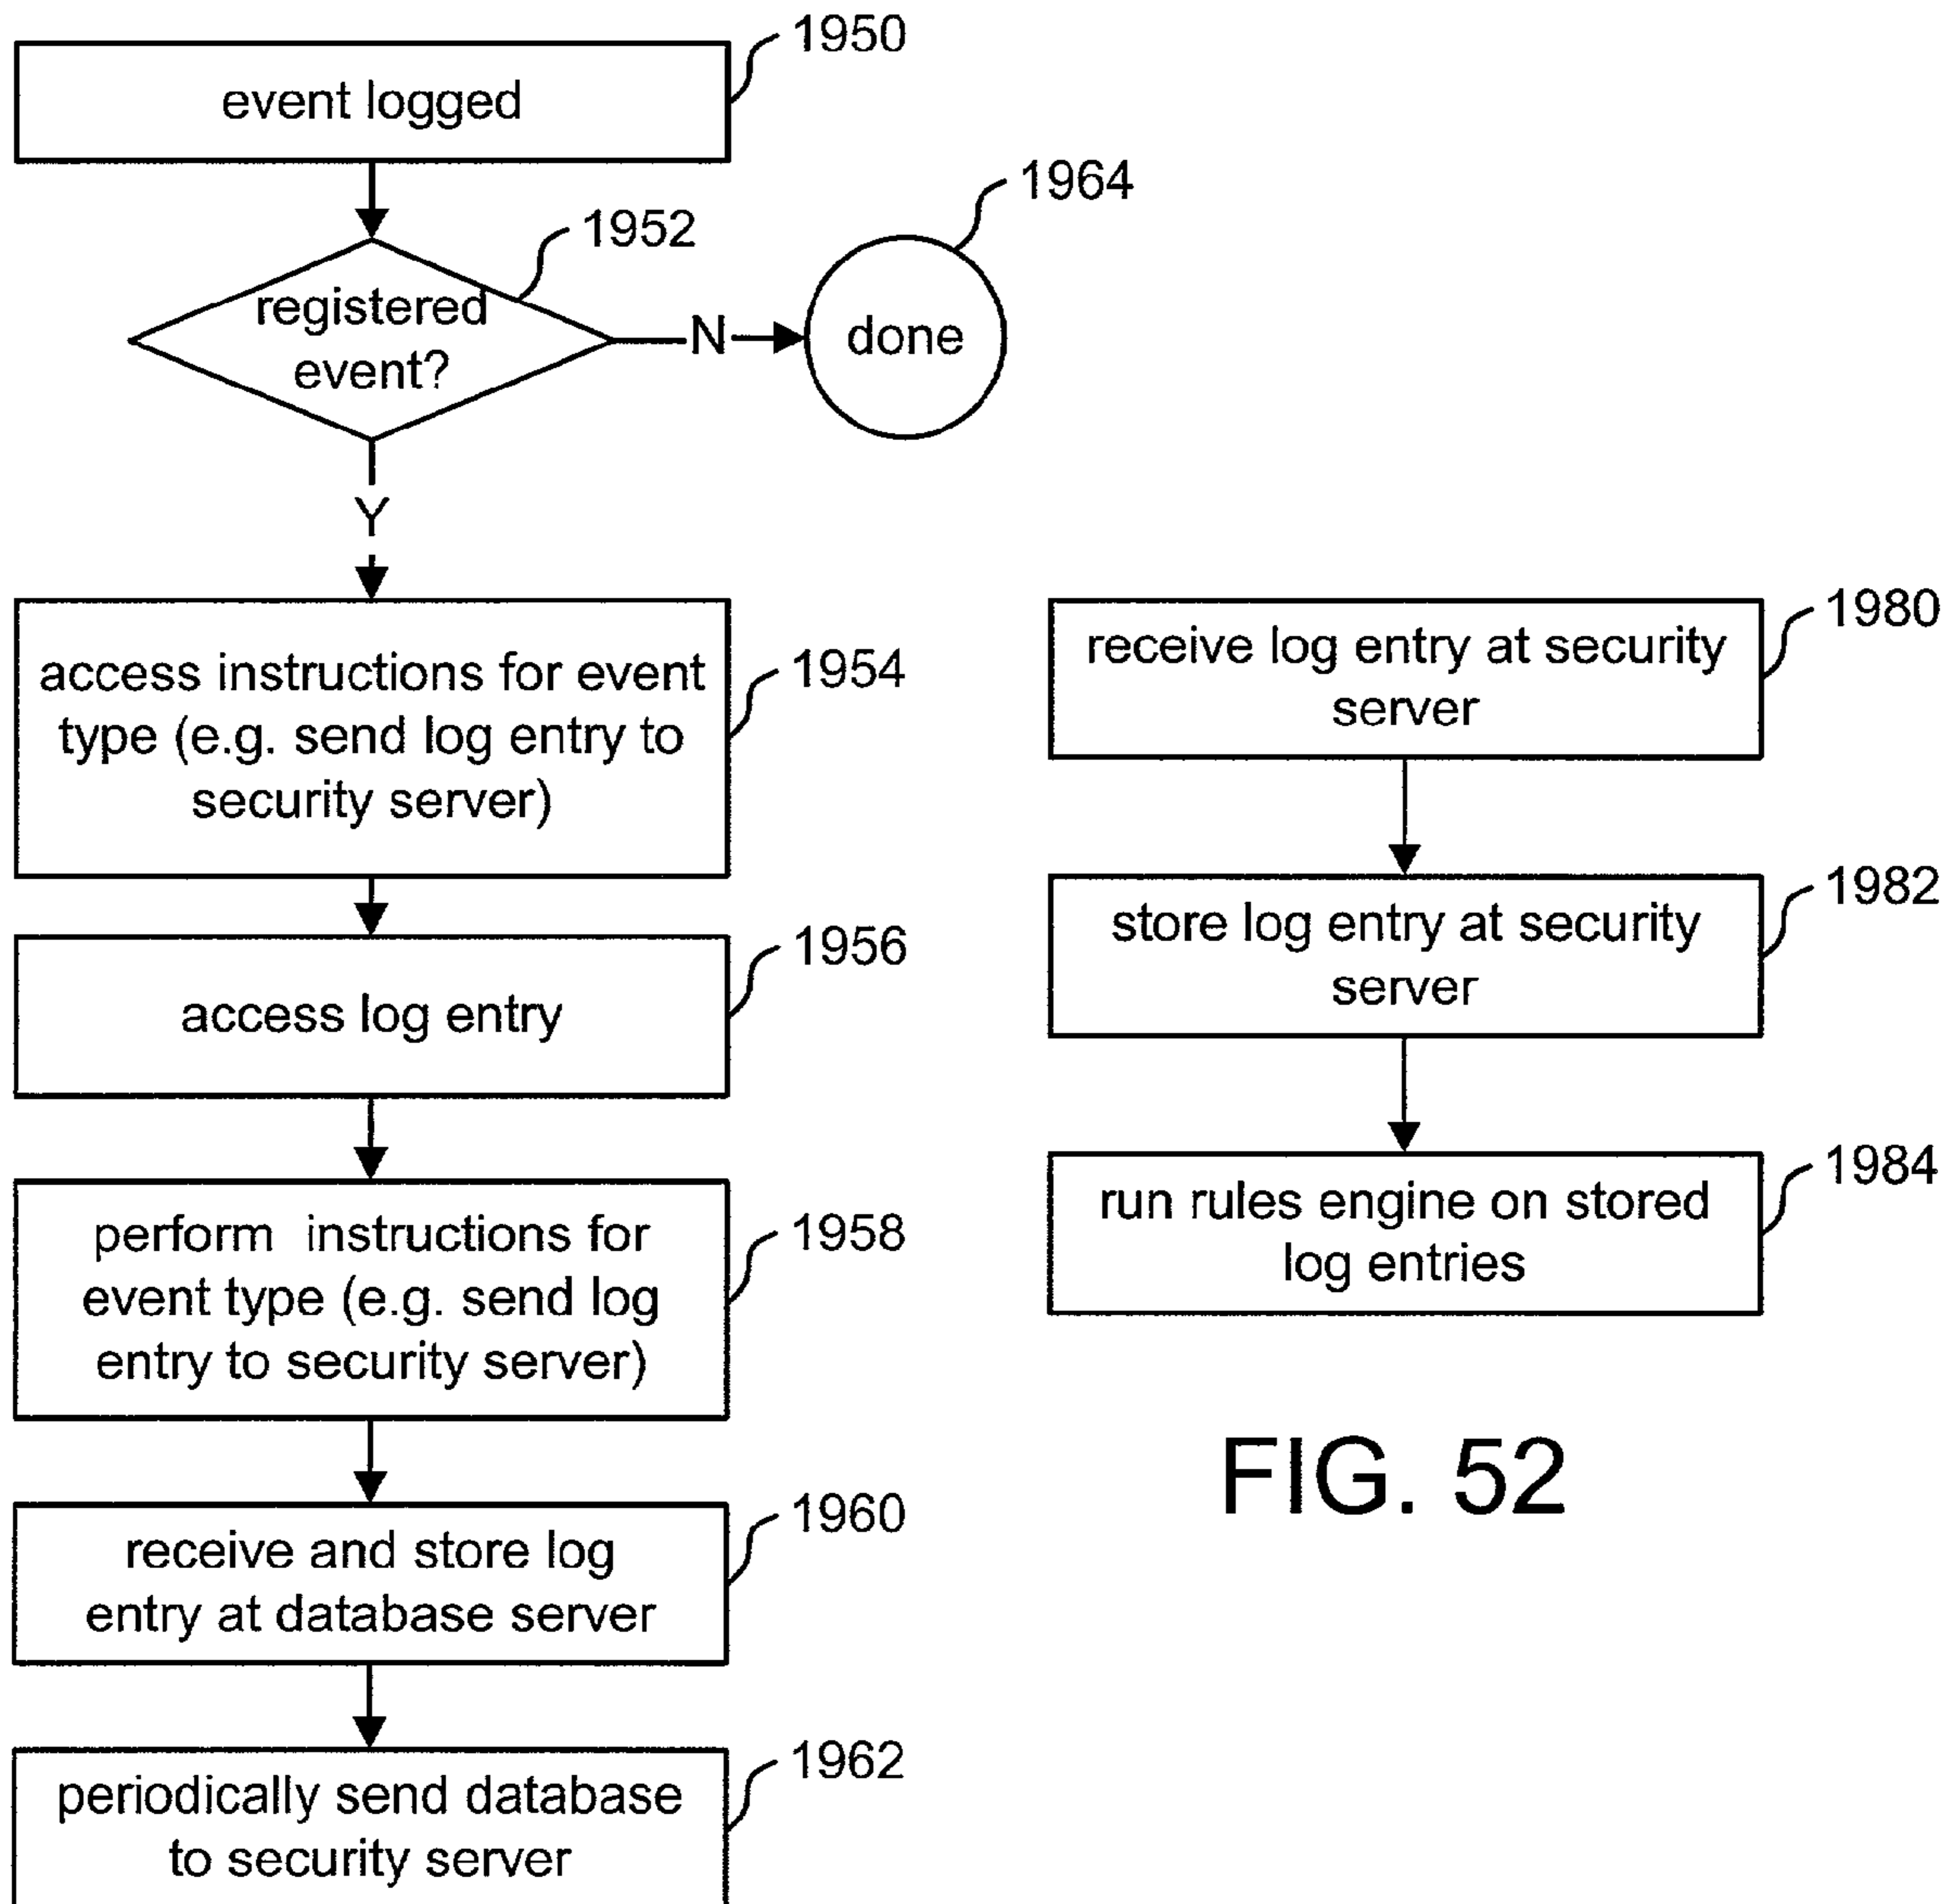 1950
event logged
1964
1952
registered
event?
N
done
Y
1954
access instructions for event
type (e.g. send log entry to
security server)
1956
access log entry
1958
perform instructions for
event type (e.g. send log
entry to security server)
1960
receive and store log
entry at database server
1962
periodically send database
to security server
1980
receive log entry at security
server
1982
store log entry at security
server
1984
run rules engine on stored
log entries
FIG. 52